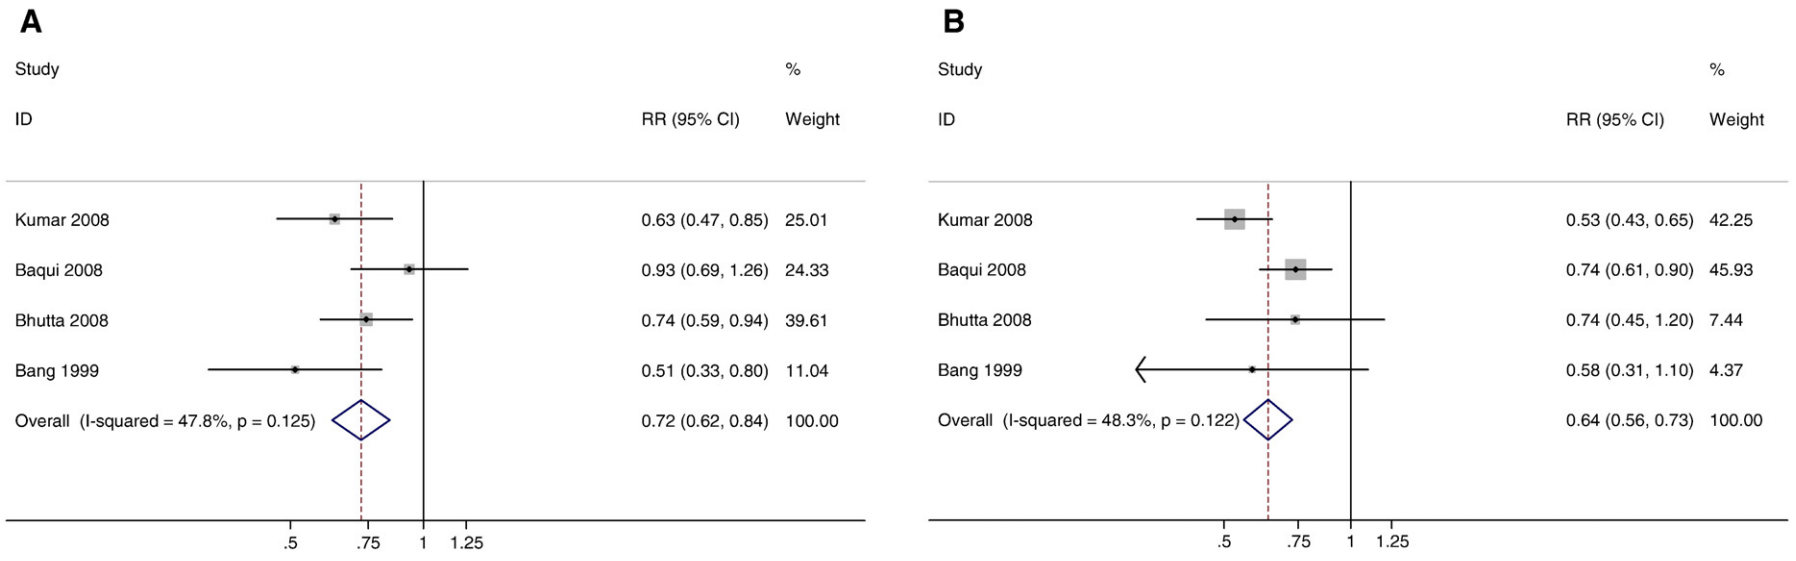 A
Study %
ID RR (95% CI) Weight
Kumar 2008 0.63 (0.47, 0.85) 25.01
Baqui 2008 0.93 (0.69, 1.26) 24.33
Bhutta 2008 0.74 (0.59, 0.94) 39.61
Bang 1999 0.51 (0.33, 0.80) 11.04
Overall (I-squared = 47.8%, p = 0.125) 0.72 (0.62, 0.84) 100.00
.5 .75 1 1.25
B
Study %
ID RR (95% CI) Weight
Kumar 2008 0.53 (0.43, 0.65) 42.25
Baqui 2008 0.74 (0.61, 0.90) 45.93
Bhutta 2008 0.74 (0.45, 1.20) 7.44
Bang 1999 0.58 (0.31, 1.10) 4.37
Overall (I-squared = 48.3%, p = 0.122) 0.64 (0.56, 0.73) 100.00
.5 .75 1 1.25